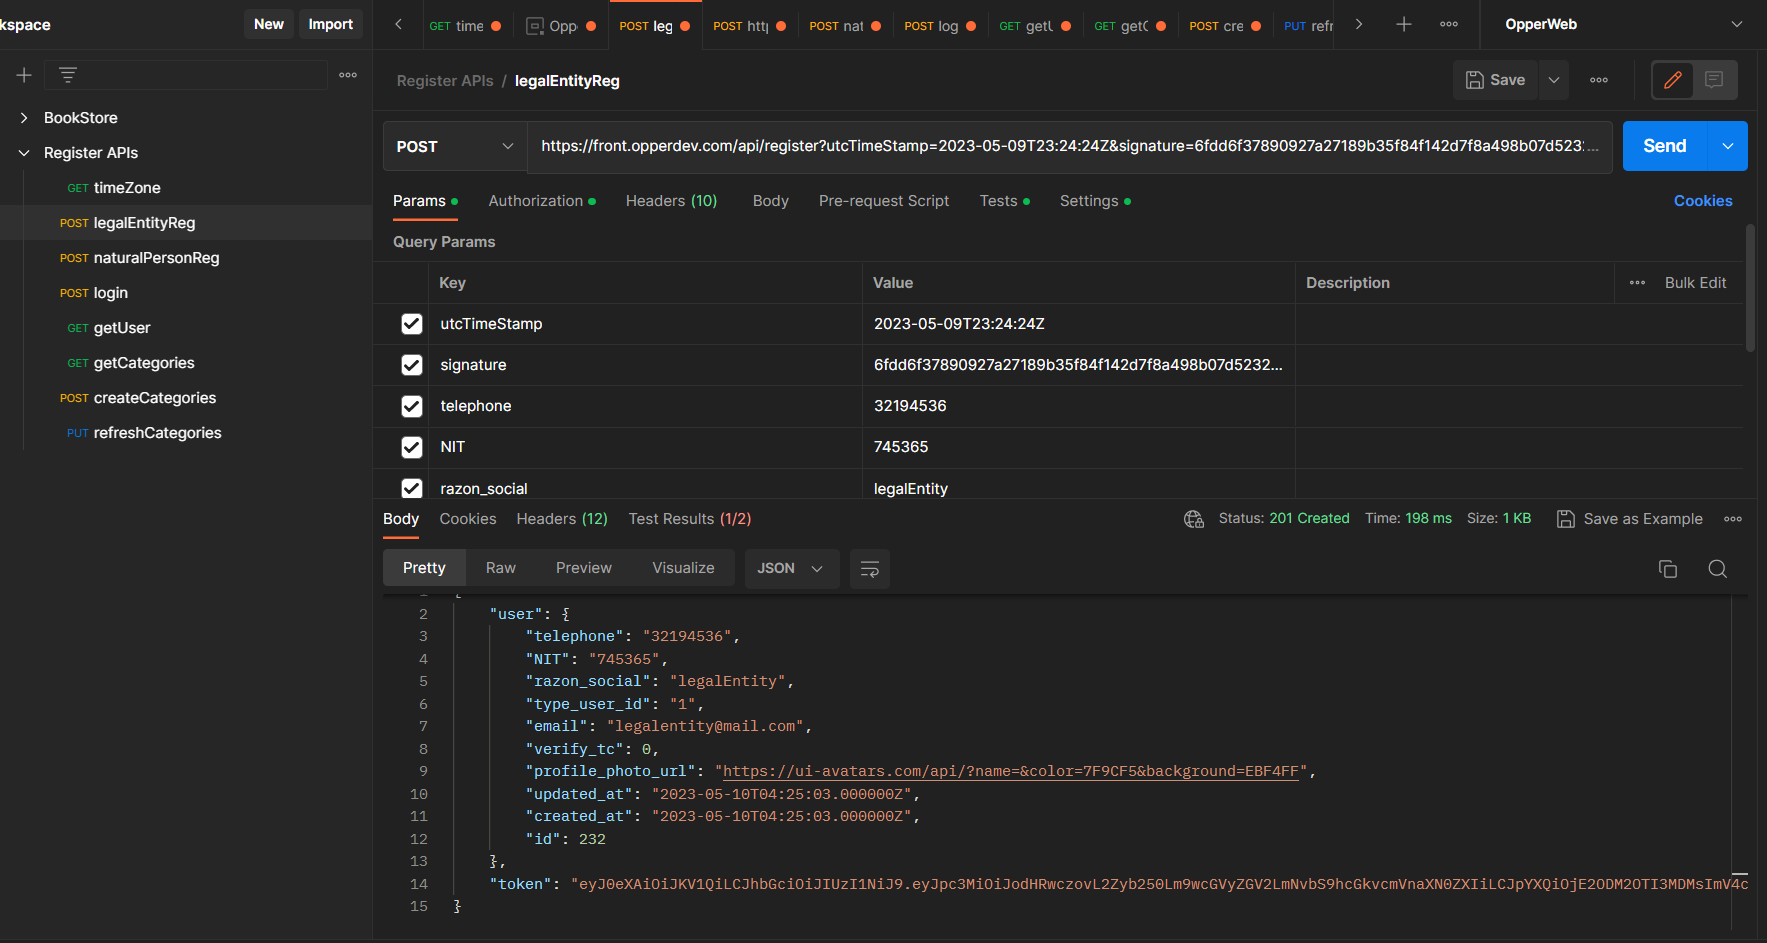 kspace
New
Import
GET time
Oppe
POST leg
POST htt
POST nat
POST log
GET getU
GET getC
POST cre
PUT refr
OpperWeb
Register APIs / legalEntityReg
Save
BookStore
Register APIs
GET timeZone
POST legalEntityReg
POST naturalPersonReg
POST login
GET getUser
GET getCategories
POST createCategories
PUT refreshCategories
POST
https://front.opperdev.com/api/register?utcTimeStamp=2023-05-09T23:24:24Z&signature=6fdd6f37890927a27189b35f84f142d7f8a498b07d523:...
Send
Params
Authorization
Headers (10)
Body
Pre-request Script
Tests
Settings
Cookies
Query Params
Key Value Description Bulk Edit
utcTimeStamp 2023-05-09T23:24:24Z
signature 6fdd6f37890927a27189b35f84f142d7f8a498b07d5232...
telephone 32194536
NIT 745365
razon_social legalEntity
Body Cookies Headers (12) Test Results (1/2)
Status: 201 Created Time: 198 ms Size: 1 KB Save as Example
Pretty Raw Preview Visualize JSON
2 "user": {
3 "telephone": "32194536",
4 "NIT": "745365",
5 "razon_social": "legalEntity",
6 "type_user_id": "1",
7 "email": "legalentity@mail.com",
8 "verify_tc": 0,
9 "profile_photo_url": "https://ui-avatars.com/api/?name=&color=7F9CF5&background=EBF4FF",
10 "updated_at": "2023-05-10T04:25:03.000000Z",
11 "created_at": "2023-05-10T04:25:03.000000Z",
12 "id": 232
13 },
14 "token": "eyJ0eXAiOiJKV1QiLCJhbGciOiJIUzI1NiJ9.eyJpc3MiOiJodHRwczovL2Zyb250Lm9wcGVyZGV2LmNvbS9hcGkvcmVnaXN0ZXIiLCJpYXQiOjE2ODM2OTI3MDMsImV4c
15 }